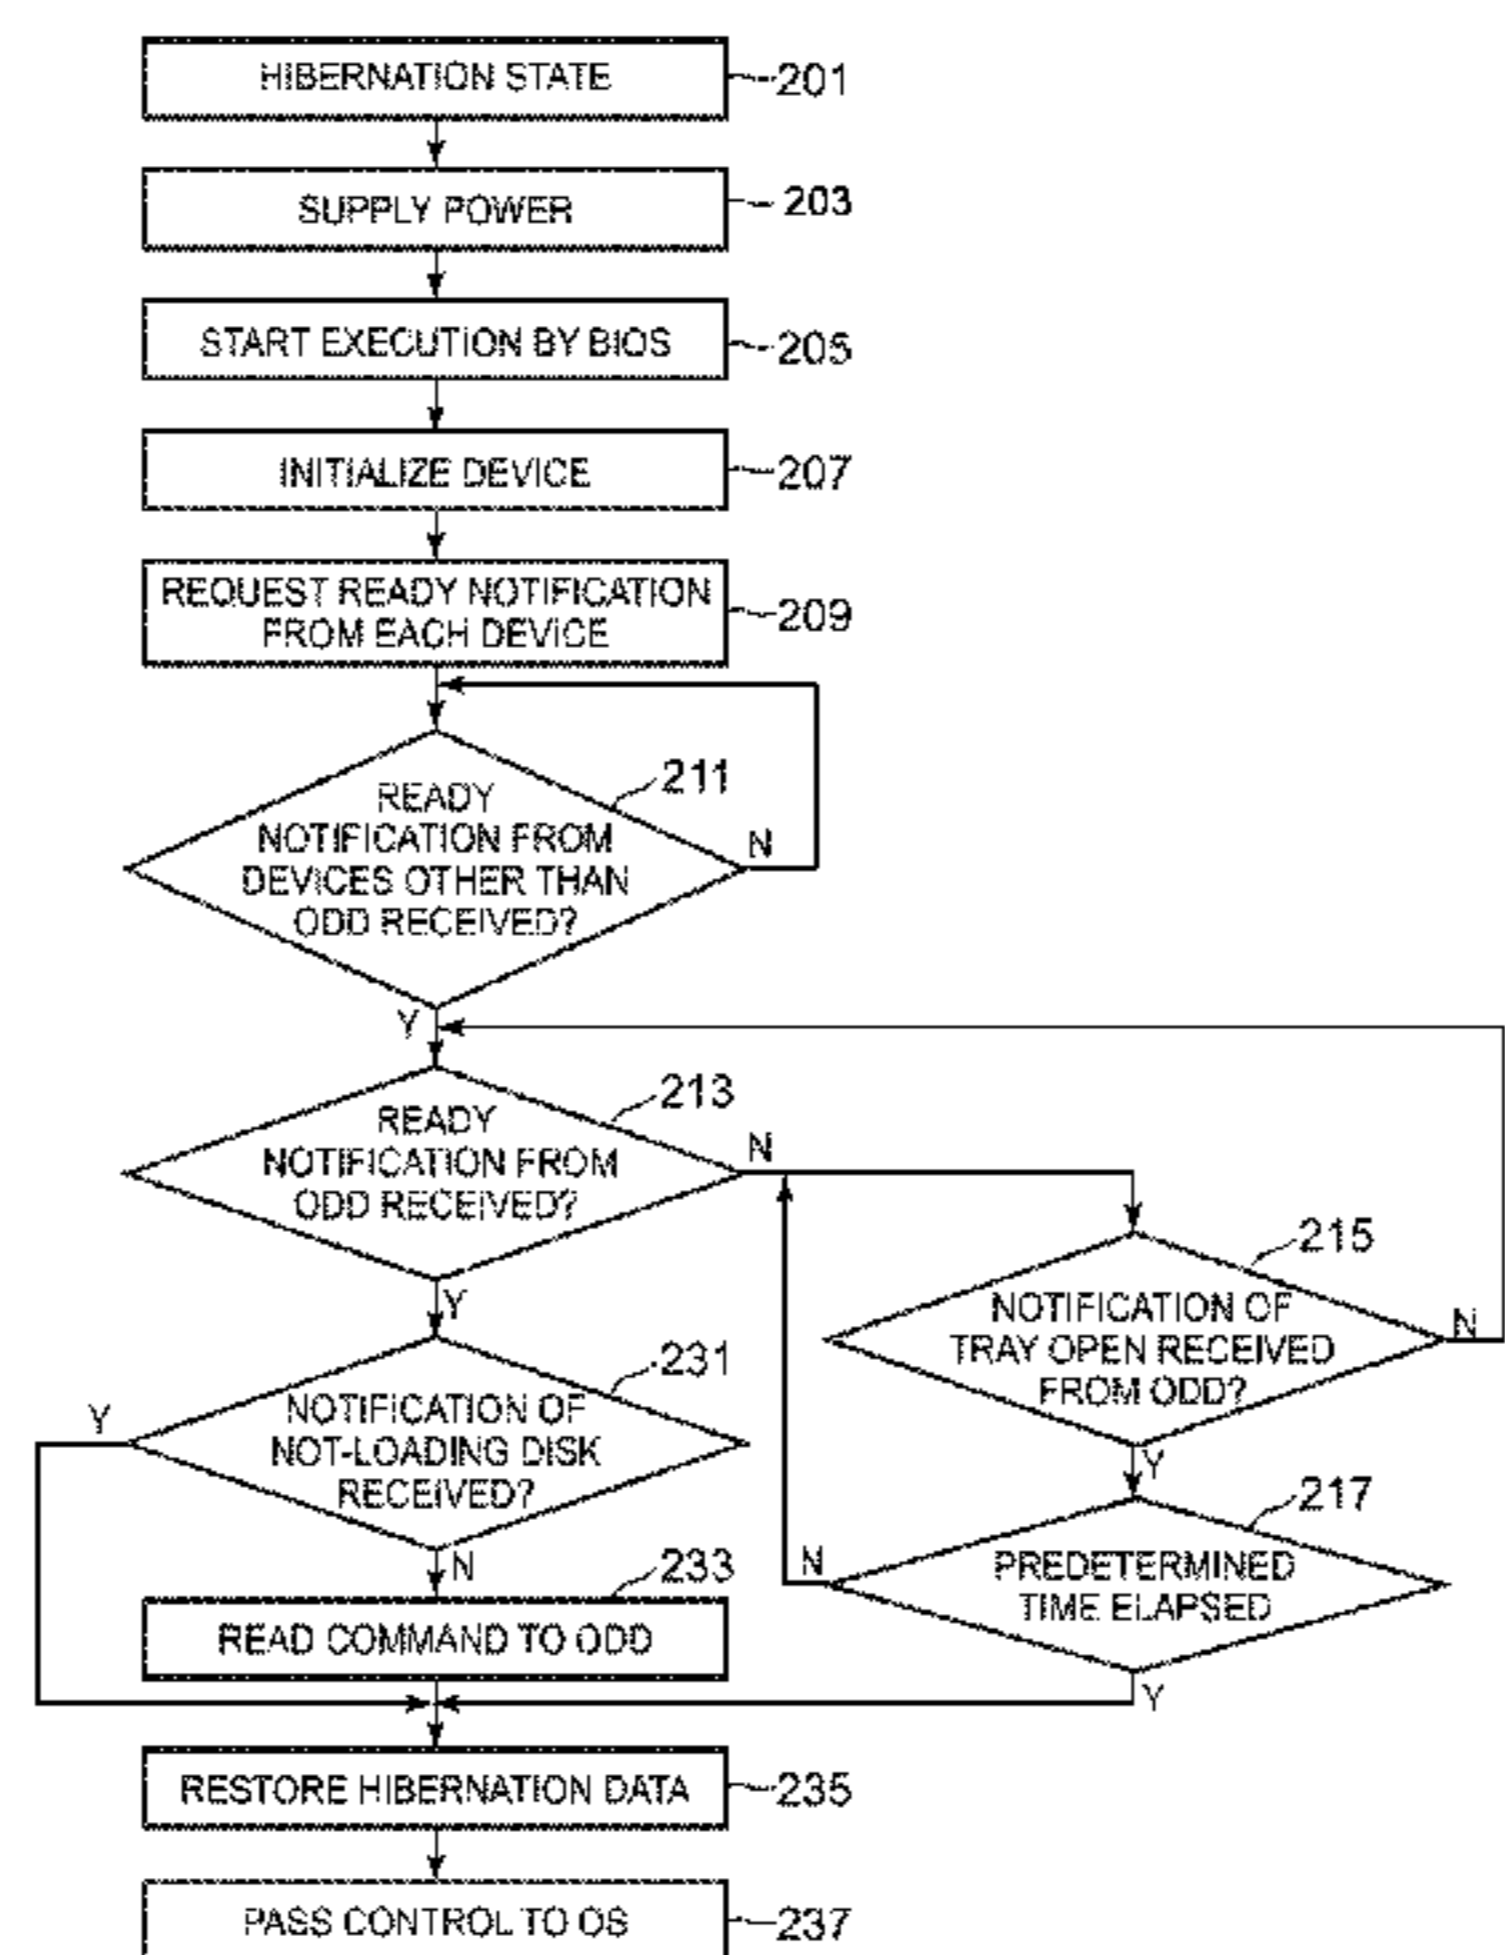 HIBERNATION STATE
201
SUPPLY POWER
203
START EXECUTION BY BIOS
205
INITIALIZE DEVICE
207
REQUEST READY NOTIFICATION
FROM EACH DEVICE
209
211
READY
NOTIFICATION FROM
DEVICES OTHER THAN
ODD RECEIVED?
N
Y
213
READY
NOTIFICATION FROM
ODD RECEIVED?
N
Y
215
NOTIFICATION OF
TRAY OPEN RECEIVED
FROM ODD?
N
Y
231
NOTIFICATION OF
NOT-LOADING DISK
RECEIVED?
Y
N
217
PREDETERMINED
TIME ELAPSED
N
Y
233
READ COMMAND TO ODD
RESTORE HIBERNATION DATA
235
PASS CONTROL TO OS
237